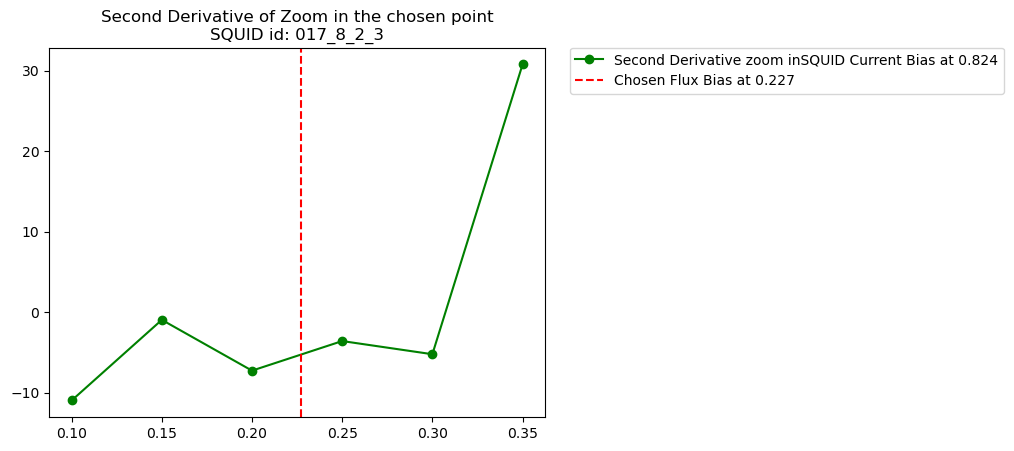 Second Derivative of Zoom in the chosen point
SQUID id: 017_8_2_3
Second Derivative zoom inSQUID Current Bias at 0.824
Chosen Flux Bias at 0.227
30
20
10
0
−10
0.10 0.15 0.20 0.25 0.30 0.35